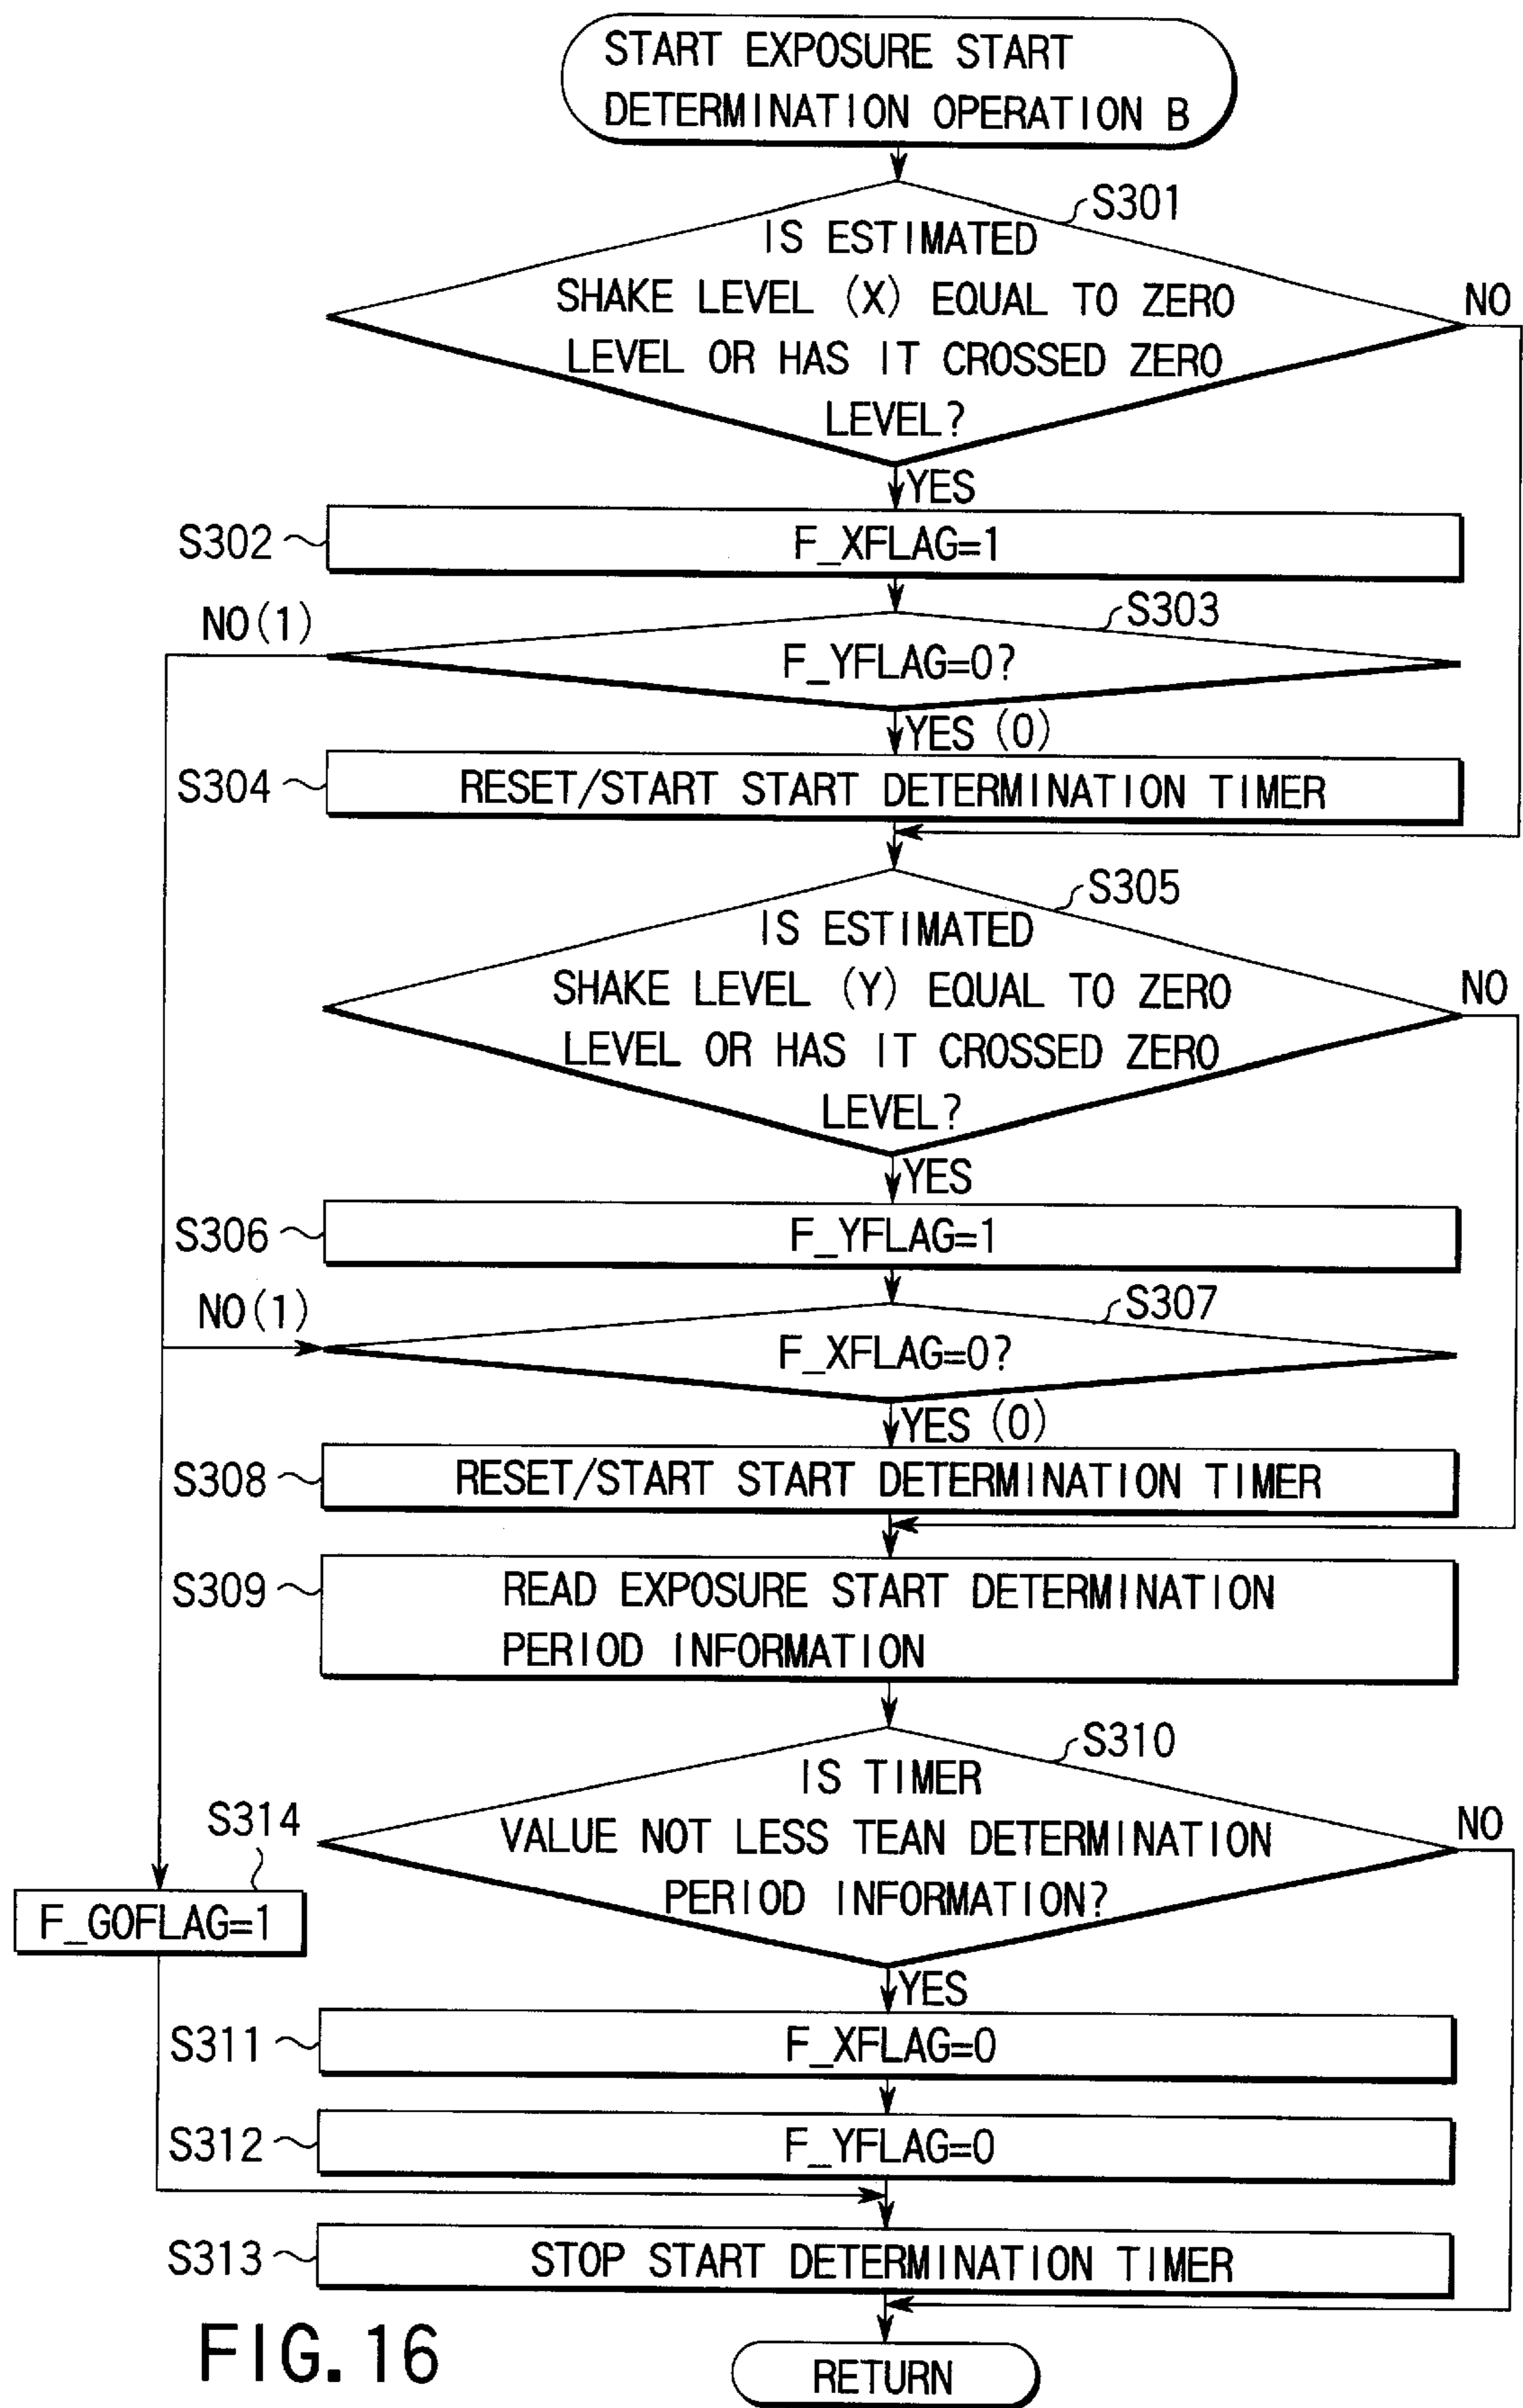 START EXPOSURE START
DETERMINATION OPERATION B
S301
IS ESTIMATED
SHAKE LEVEL (X) EQUAL TO ZERO
LEVEL OR HAS IT CROSSED ZERO
LEVEL?
NO
YES
S302
F_XFLAG=1
NO(1)
S303
F_YFLAG=0?
YES (0)
S304
RESET/START START DETERMINATION TIMER
S305
IS ESTIMATED
SHAKE LEVEL (Y) EQUAL TO ZERO
LEVEL OR HAS IT CROSSED ZERO
LEVEL?
NO
YES
S306
F_YFLAG=1
NO(1)
S307
F_XFLAG=0?
YES (0)
S308
RESET/START START DETERMINATION TIMER
S309
READ EXPOSURE START DETERMINATION
PERIOD INFORMATION
S310
IS TIMER
VALUE NOT LESS TEAN DETERMINATION
PERIOD INFORMATION?
NO
S314
F_GOFLAG=1
YES
S311
F_XFLAG=0
S312
F_YFLAG=0
S313
STOP START DETERMINATION TIMER
RETURN
FIG. 16